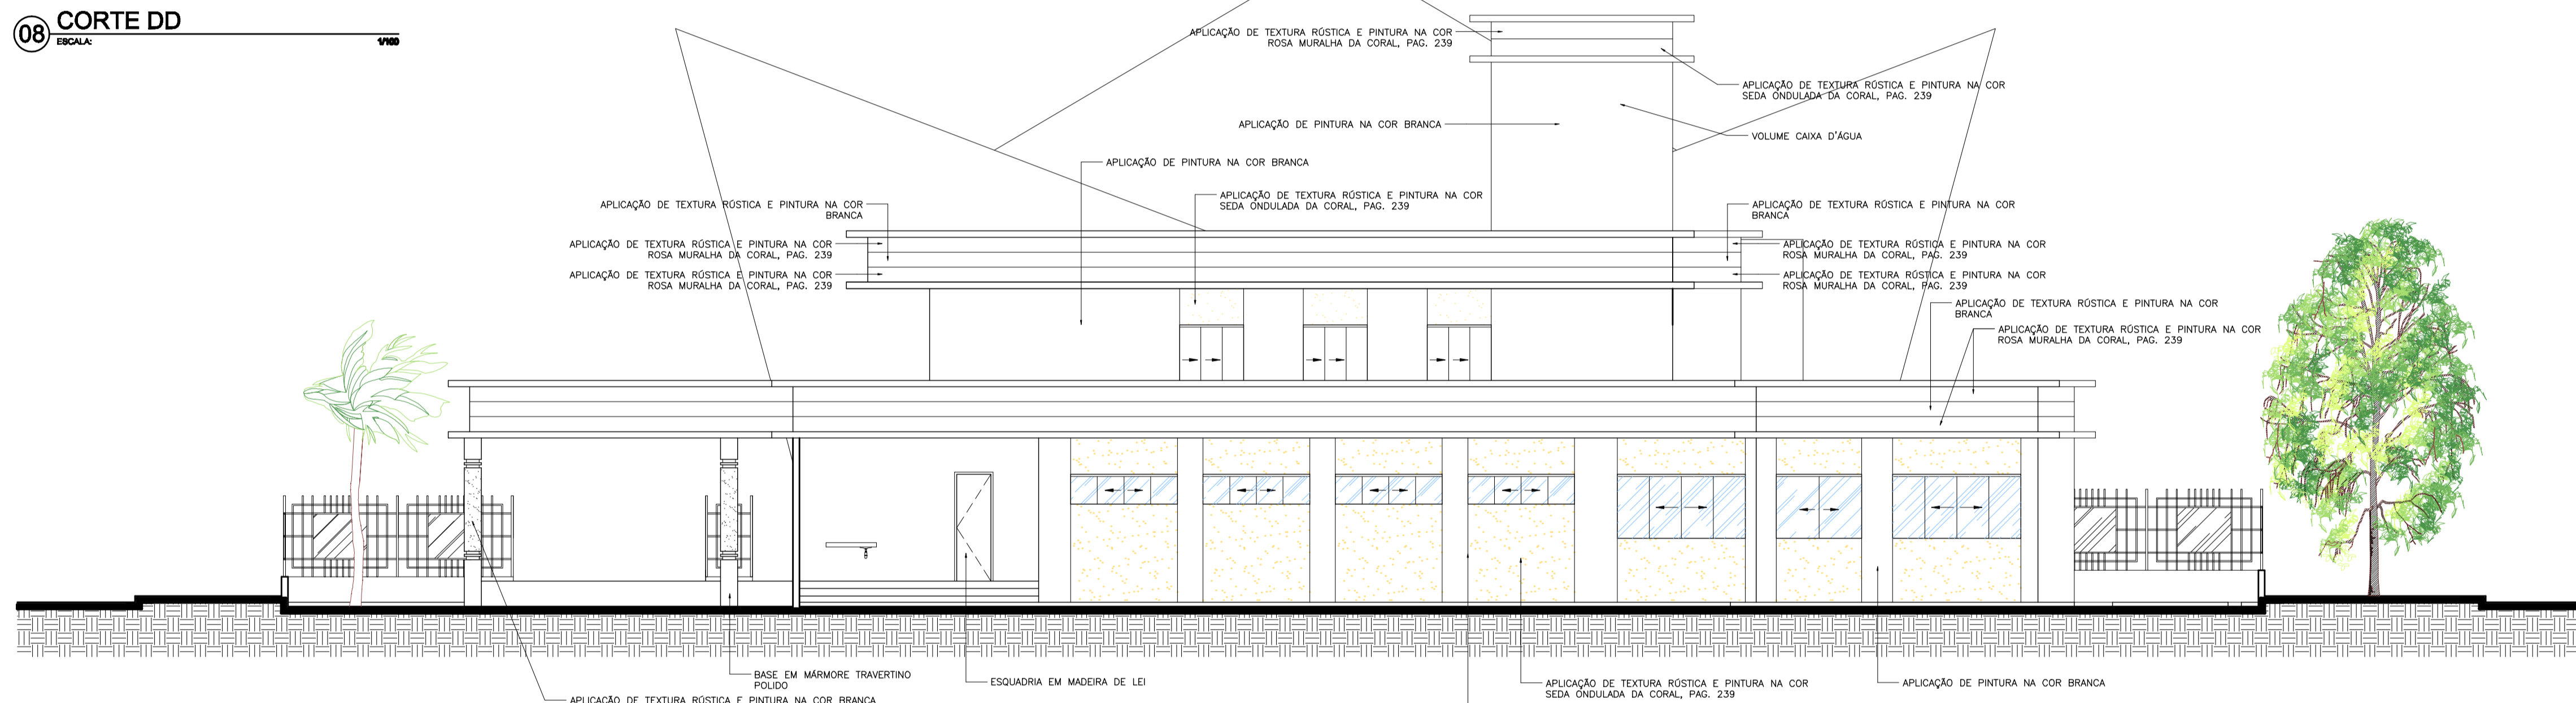 08
CORTE DD
ESCALA: 1/100
APLICAÇÃO DE TEXTURA RÚSTICA E PINTURA NA COR
ROSA MURALHA DA CORAL, PAG. 239
APLICAÇÃO DE TEXTURA RÚSTICA E PINTURA NA COR
SEDA ONDULADA DA CORAL, PAG. 239
APLICAÇÃO DE PINTURA NA COR BRANCA
VOLUME CAIXA D'ÁGUA
APLICAÇÃO DE PINTURA NA COR BRANCA
APLICAÇÃO DE TEXTURA RÚSTICA E PINTURA NA COR
SEDA ONDULADA DA CORAL, PAG. 239
APLICAÇÃO DE TEXTURA RÚSTICA E PINTURA NA COR
BRANCA
APLICAÇÃO DE TEXTURA RÚSTICA E PINTURA NA COR
BRANCA
APLICAÇÃO DE TEXTURA RÚSTICA E PINTURA NA COR
ROSA MURALHA DA CORAL, PAG. 239
APLICAÇÃO DE TEXTURA RÚSTICA E PINTURA NA COR
ROSA MURALHA DA CORAL, PAG. 239
APLICAÇÃO DE TEXTURA RÚSTICA E PINTURA NA COR
ROSA MURALHA DA CORAL, PAG. 239
APLICAÇÃO DE TEXTURA RÚSTICA E PINTURA NA COR
ROSA MURALHA DA CORAL, PAG. 239
APLICAÇÃO DE TEXTURA RÚSTICA E PINTURA NA COR
BRANCA
APLICAÇÃO DE TEXTURA RÚSTICA E PINTURA NA COR
ROSA MURALHA DA CORAL, PAG. 239
BASE EM MÁRMORE TRAVERTINO
POLIDO
ESQUADRIA EM MADEIRA DE LEI
APLICAÇÃO DE TEXTURA RÚSTICA E PINTURA NA COR
SEDA ONDULADA DA CORAL, PAG. 239
APLICAÇÃO DE PINTURA NA COR BRANCA
APLICAÇÃO DE TEXTURA RÚSTICA E PINTURA NA COR BRANCA